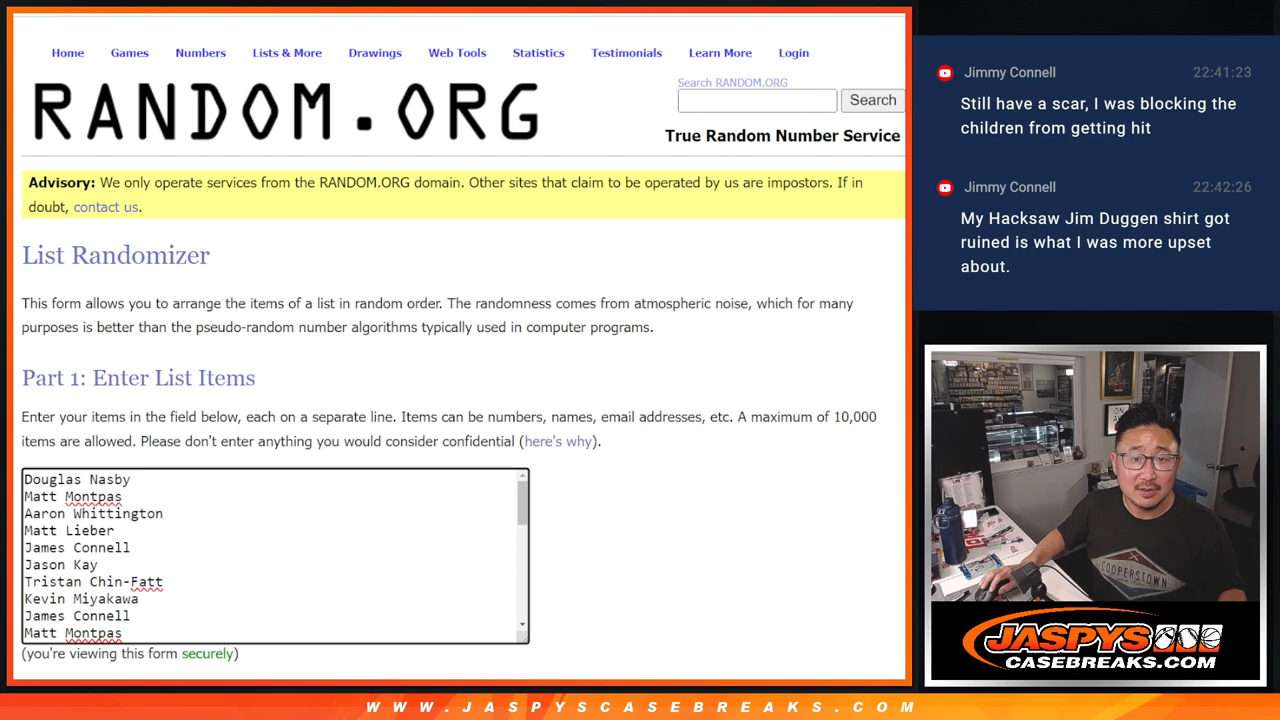 Home Games Numbers Lists & More Drawings Web Tools Statistics Testimonials Learn More Login
RANDOM.ORG
Search RANDOM.ORG
Search
True Random Number Service
Advisory: We only operate services from the RANDOM.ORG domain. Other sites that claim to be operated by us are impostors. If in
doubt, contact us.
List Randomizer
This form allows you to arrange the items of a list in random order. The randomness comes from atmospheric noise, which for many
purposes is better than the pseudo-random number algorithms typically used in computer programs.
Part 1: Enter List Items
Enter your items in the field below, each on a separate line. Items can be numbers, names, email addresses, etc. A maximum of 10,000
items are allowed. Please don't enter anything you would consider confidential (here's why).
Douglas Nasby
Matt Montpas
Aaron Whittington
Matt Lieber
James Connell
Jason Kay
Tristan Chin-Fatt
Kevin Miyakawa
James Connell
Matt Montpas
(you're viewing this form securely)
Jimmy Connell 22:41:23
Still have a scar, I was blocking the
children from getting hit
Jimmy Connell 22:42:26
My Hacksaw Jim Duggen shirt got
ruined is what I was more upset
about.
COOPERSTOWN
JASPYS
CASEBREAKS.COM
WWW.JASPYSCASEBREAKS.COM